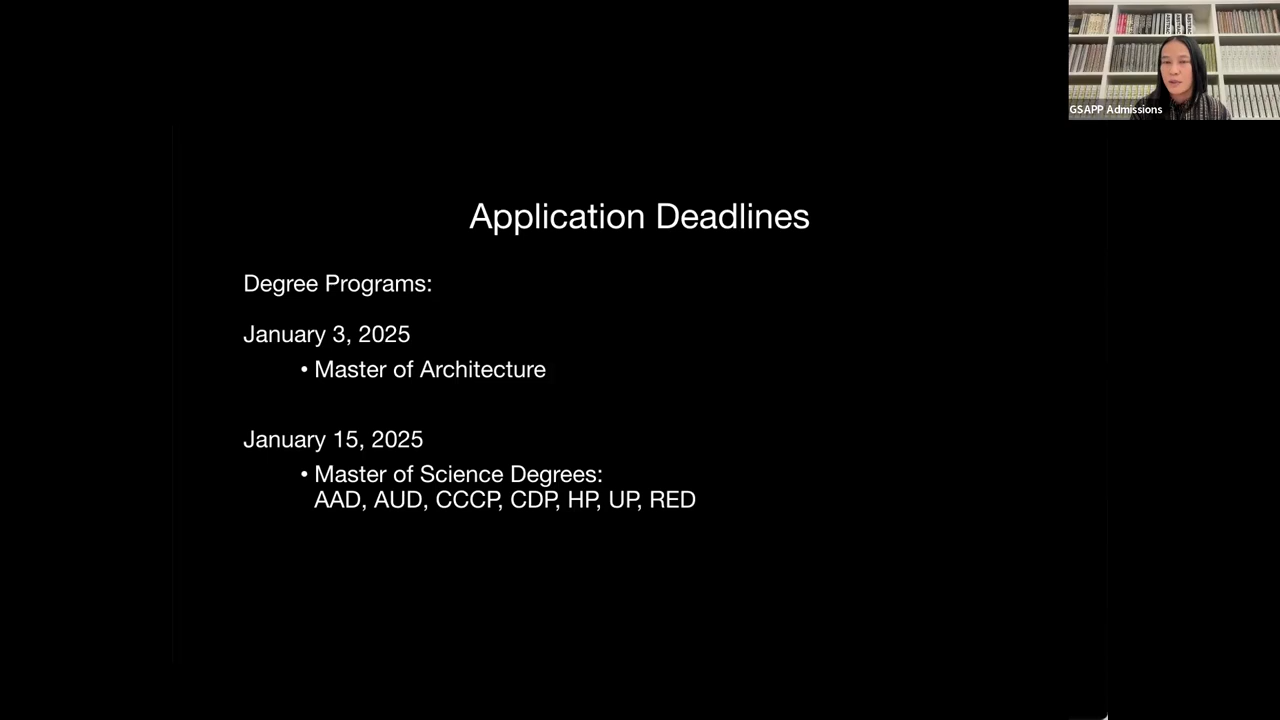 GSAPP Admissions
Application Deadlines
Degree Programs:
January 3, 2025
• Master of Architecture
January 15, 2025
• Master of Science Degrees:
AAD, AUD, CCCP, CDP, HP, UP, RED